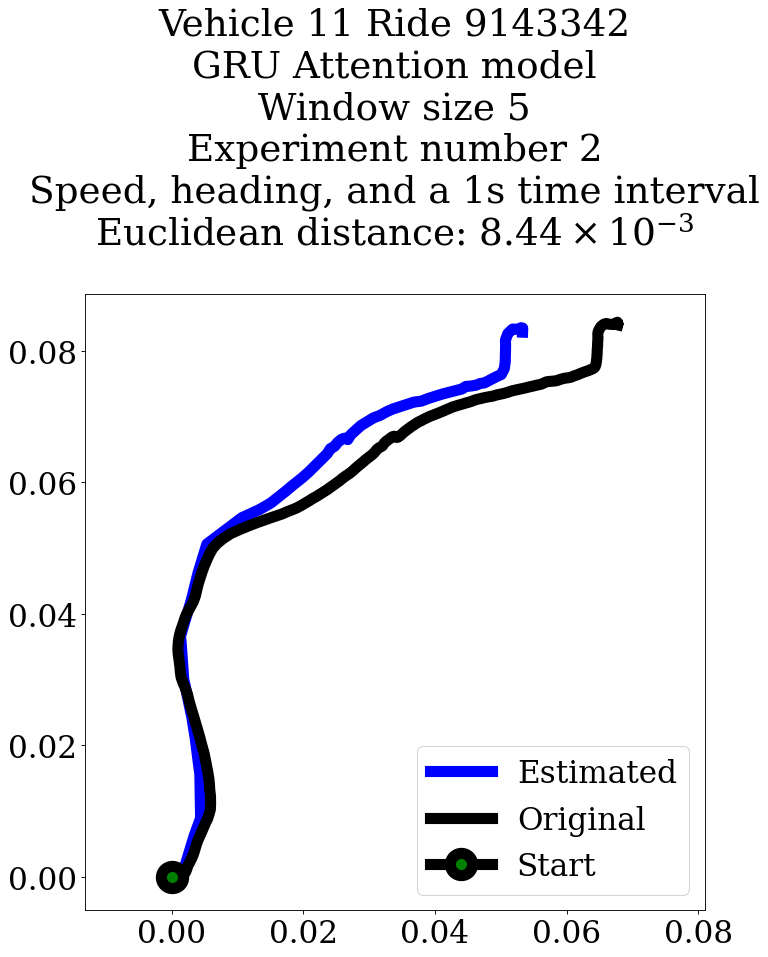 Vehicle 11 Ride 9143342
GRU Attention model
Window size 5
Experiment number 2
Speed, heading, and a 1s time interval
Euclidean distance: 8.44 × 10⁻³
0.08
0.06
0.04
0.02
0.00
Estimated
Original
Start
0.00 0.02 0.04 0.06 0.08